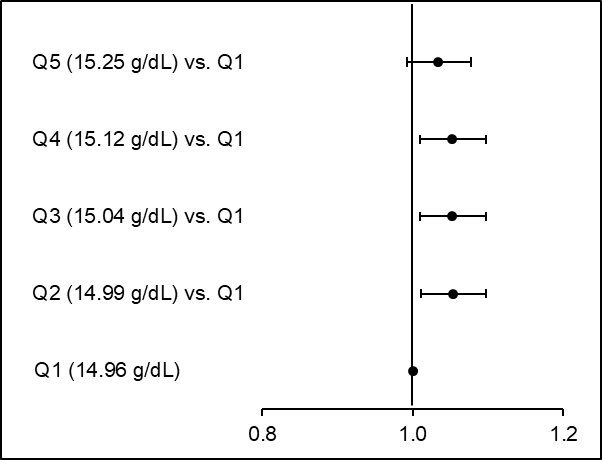 Q5 (15.25 g/dL) vs. Q1
Q4 (15.12 g/dL) vs. Q1
Q3 (15.04 g/dL) vs. Q1
Q2 (14.99 g/dL) vs. Q1
Q1 (14.96 g/dL)
0.8 1.0 1.2